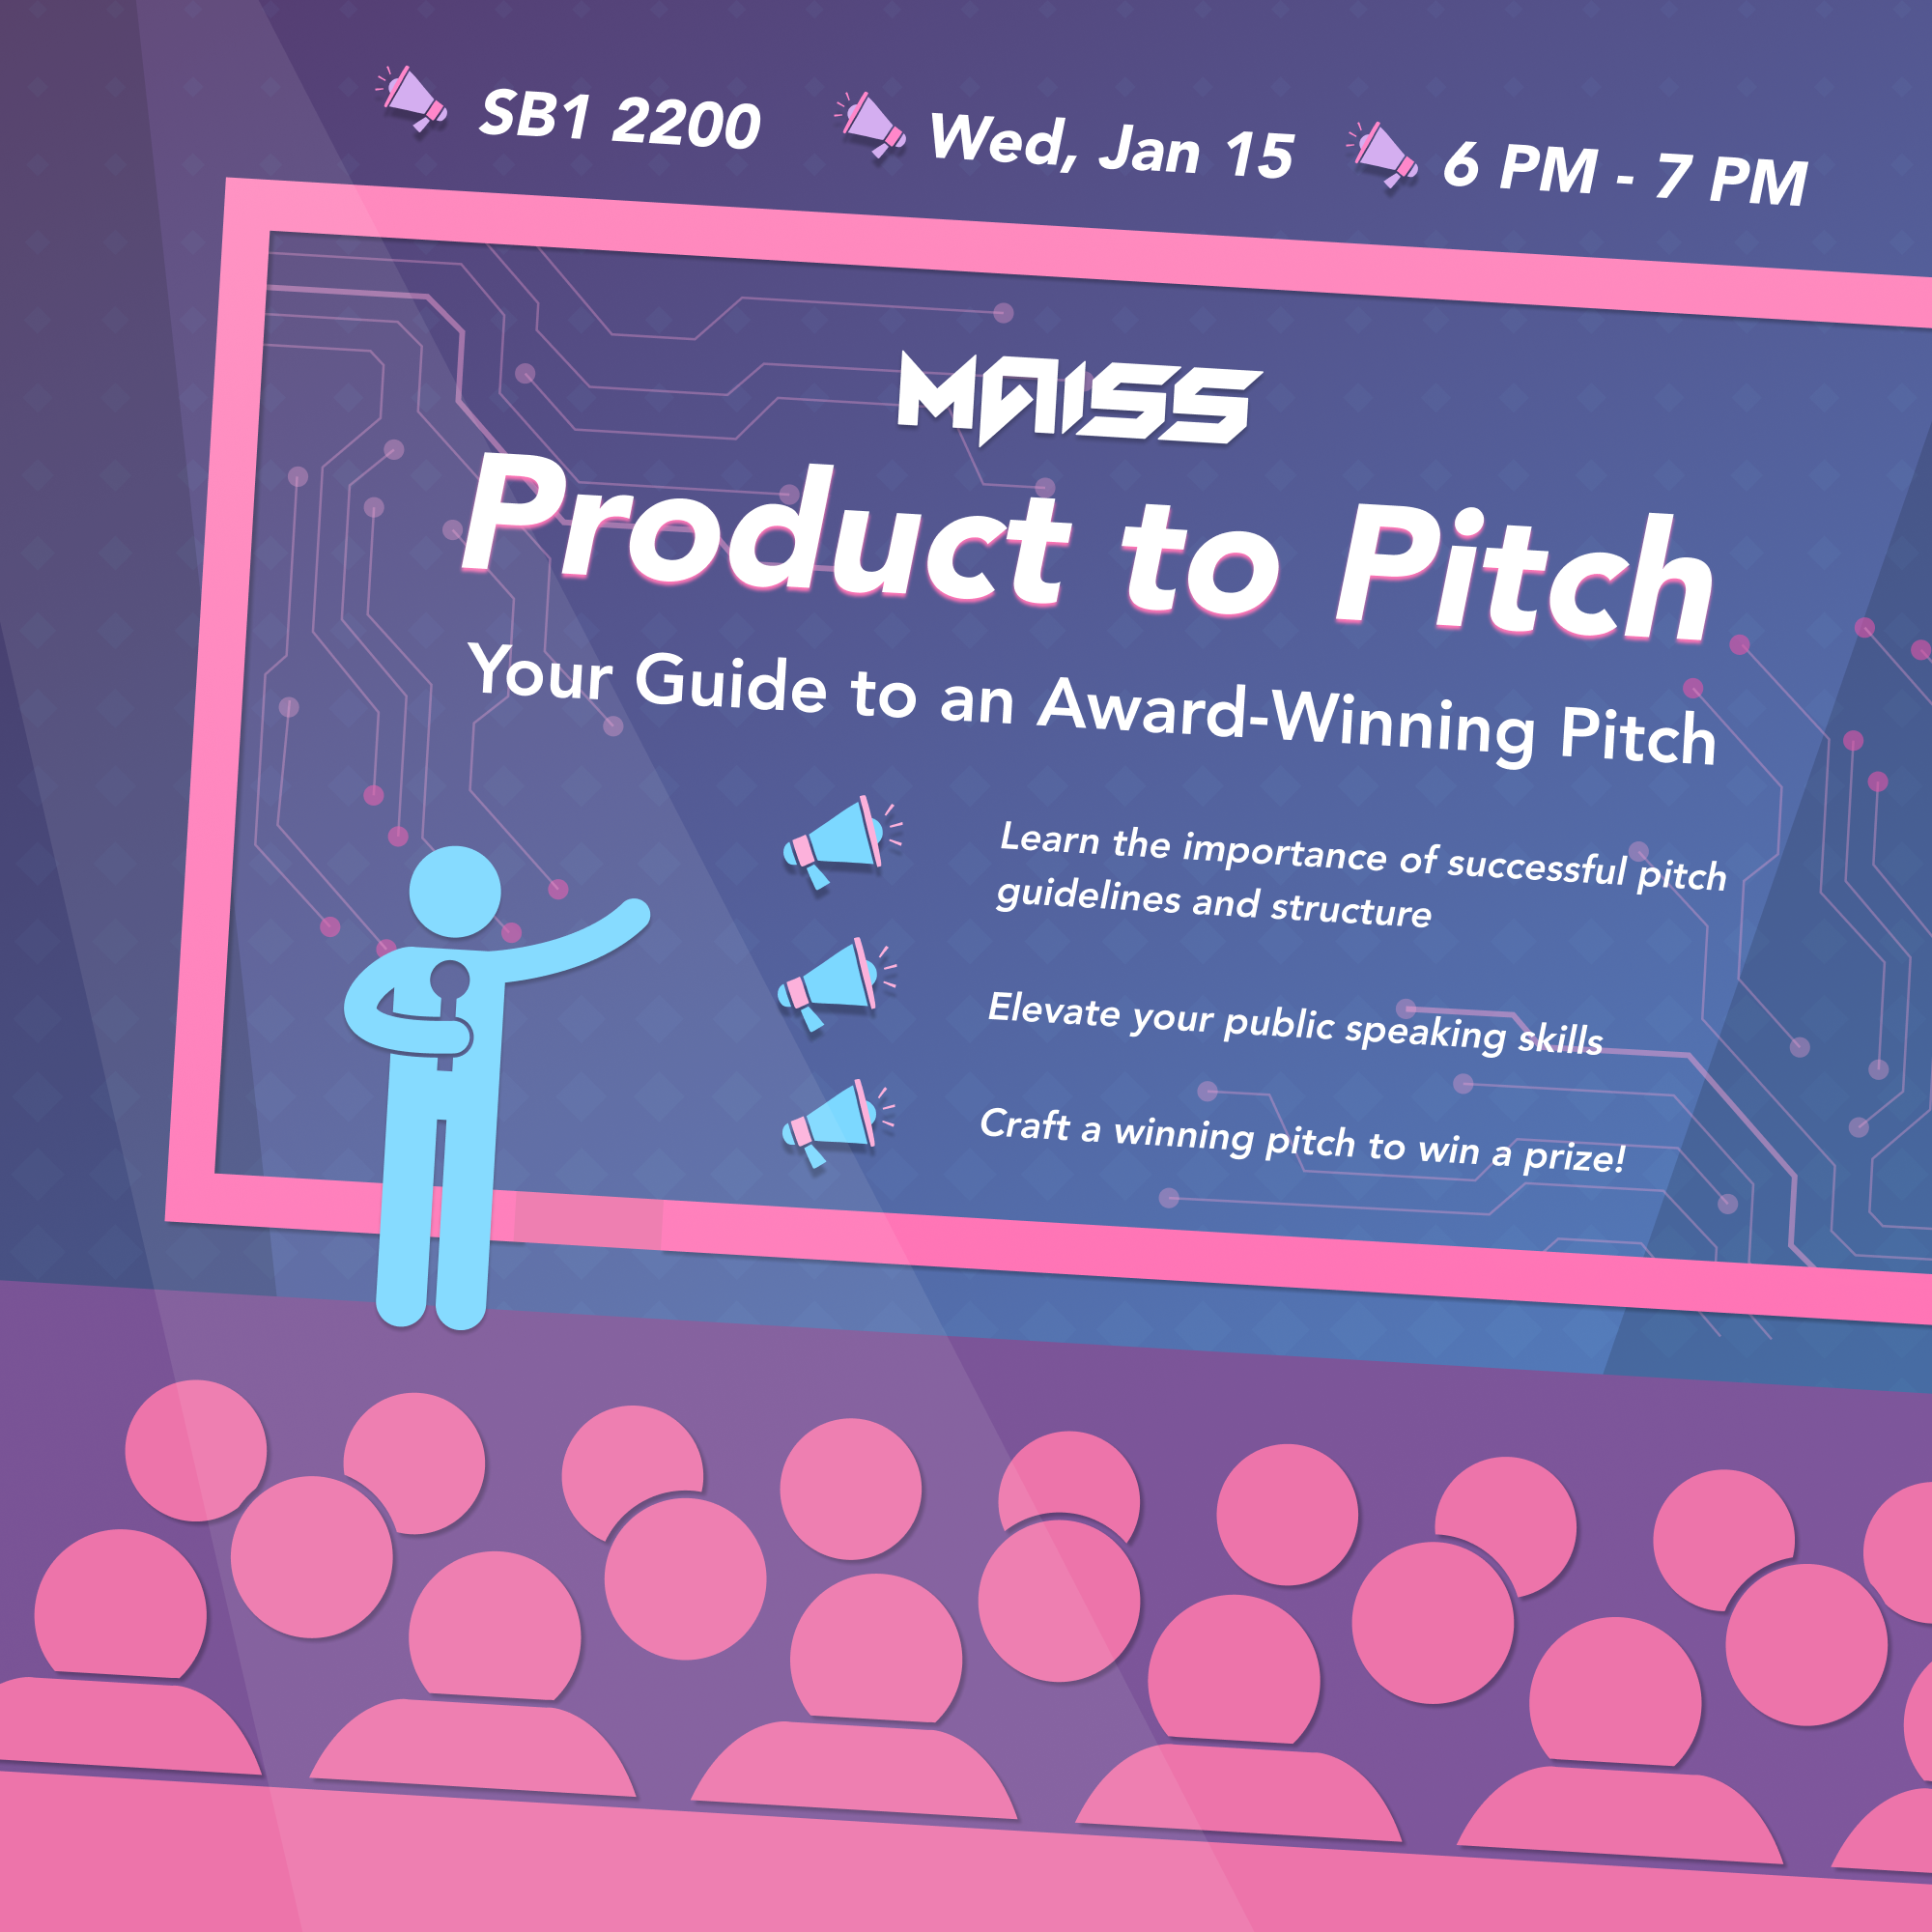 SB1 2200
Wed, Jan 15
6 PM - 7 PM
MAISS
Product to Pitch
Your Guide to an Award-Winning Pitch
Learn the importance of successful pitch
guidelines and structure
Elevate your public speaking skills
Craft a winning pitch to win a prize!